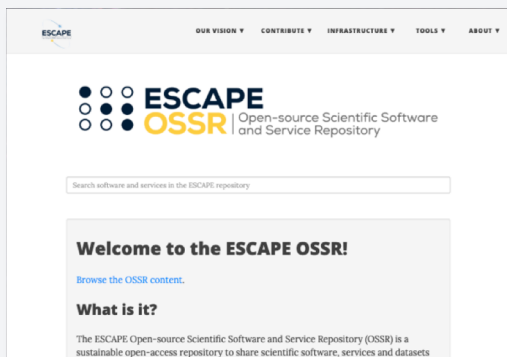 ESCAPE
OUR VISION ▼ CONTRIBUTE ▼ INFRASTRUCTURE ▼ TOOLS ▼ ABOUT ▼
ESCAPE
OSSR | Open-source Scientific Software
and Service Repository
Search software and services in the ESCAPE repository
Welcome to the ESCAPE OSSR!
Browse the OSSR content.
What is it?
The ESCAPE Open-source Scientific Software and Service Repository (OSSR) is a
sustainable open-access repository to share scientific software, services and datasets